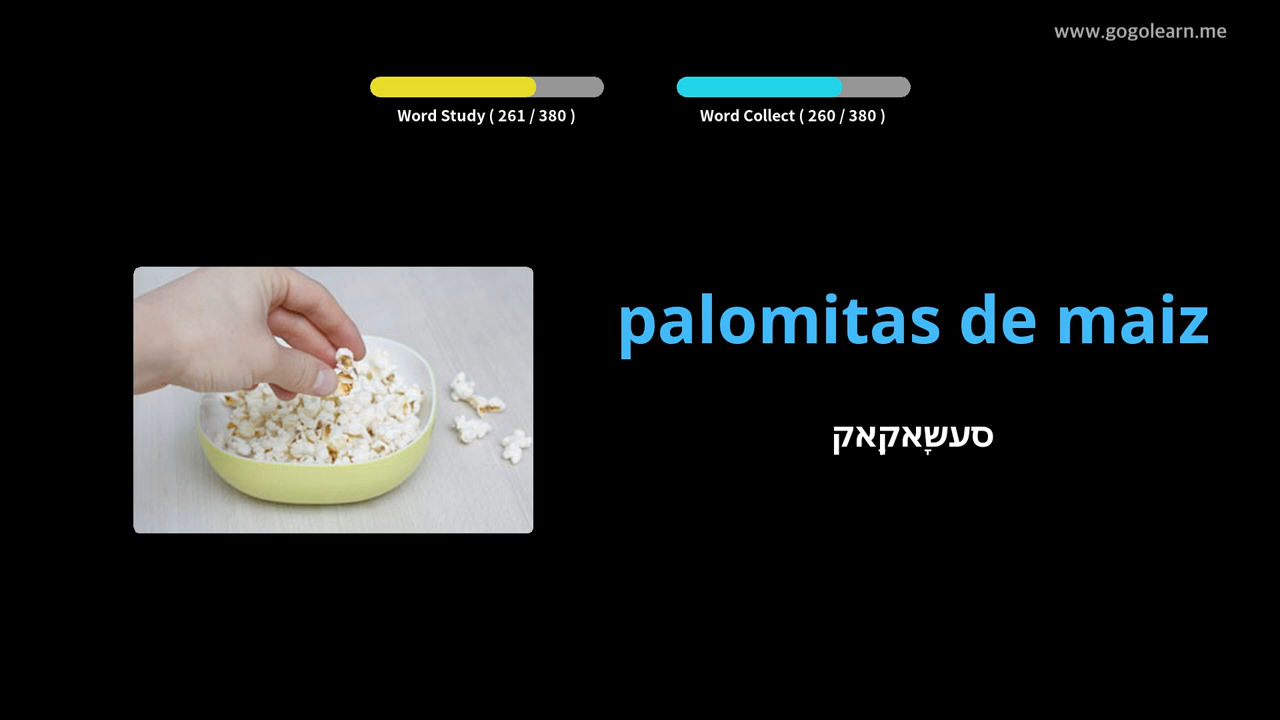 www.gogolearn.me
Word Study ( 261 / 380 )
Word Collect ( 260 / 380 )
palomitas de maiz
סעשָאקָאק